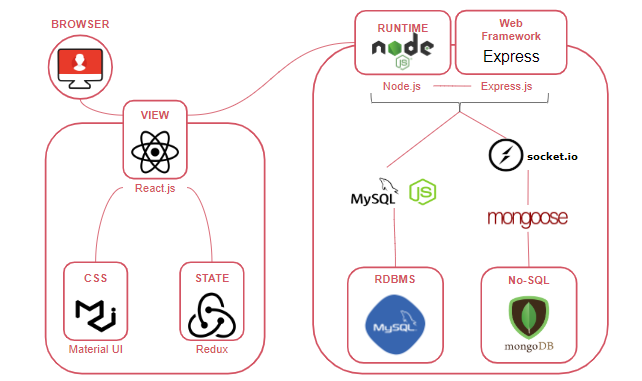 BROWSER
RUNTIME
node
JS
Node.js
Web
Framework
Express
Express.js
VIEW
React.js
CSS
Material UI
STATE
Redux
MySQL
JS
socket.io
mongoose
RDBMS
MySQL
No-SQL
mongoDB